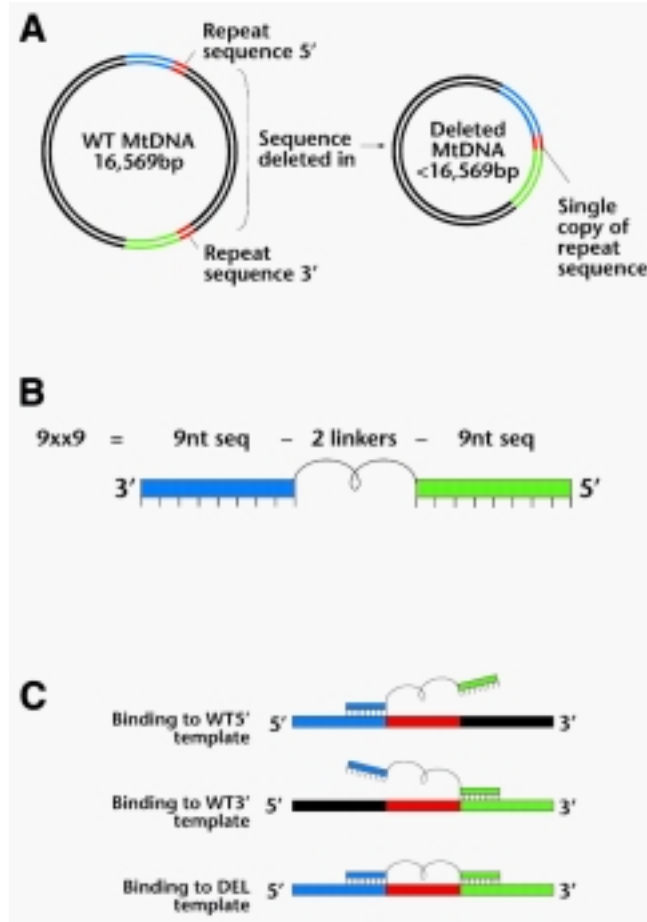 A
Repeat
sequence 5′
WT MtDNA
16,569bp
Sequence
deleted in
Deleted
MtDNA
<16,569bp
Repeat
sequence 3′
Single
copy of
repeat
sequence
B
9xx9 = 9nt seq – 2 linkers – 9nt seq
3′ 5′
C
Binding to WT5′
template
5′ 3′
Binding to WT3′
template
5′ 3′
Binding to DEL
template
5′ 3′